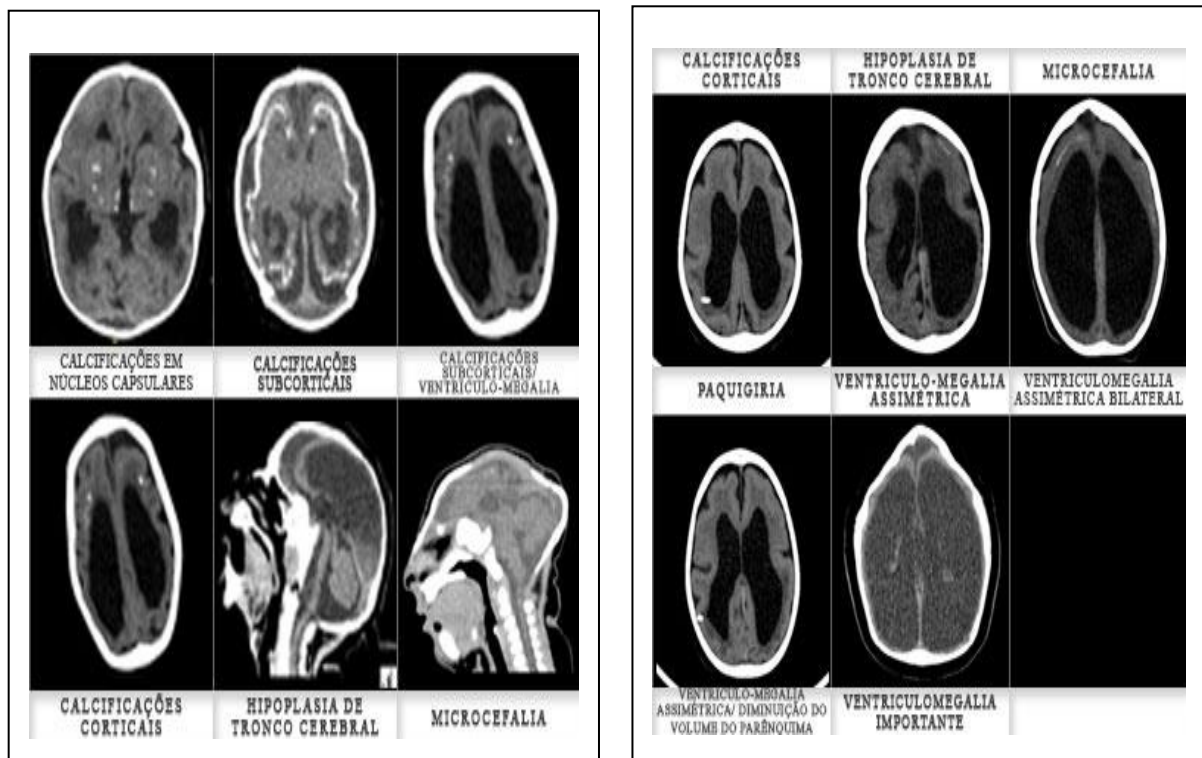 CALCIFICAÇÕES EM
NÚCLEOS CAPSULARES
CALCIFICAÇÕES
SUBCORTICAIS
CALCIFICAÇÕES
SUBCORTICAIS/
VENTRÍCULO-MEGALIA
CALCIFICAÇÕES
CORTICAIS
HIPOPLASIA DE
TRONCO CEREBRAL
MICROCEFALIA
CALCIFICAÇÕES
CORTICAIS
HIPOPLASIA DE
TRONCO CEREBRAL
MICROCEFALIA
PAQUIGIRIA
VENTRICULO-MEGALIA
ASSIMÉTRICA
VENTRICULOMEGALIA
ASSIMÉTRICA BILATERAL
VENTRICULO-MEGALIA
ASSIMÉTRICA/ DIMINUIÇÃO DO
VOLUME DO PARÊNQUIMA
VENTRICULOMEGALIA
IMPORTANTE